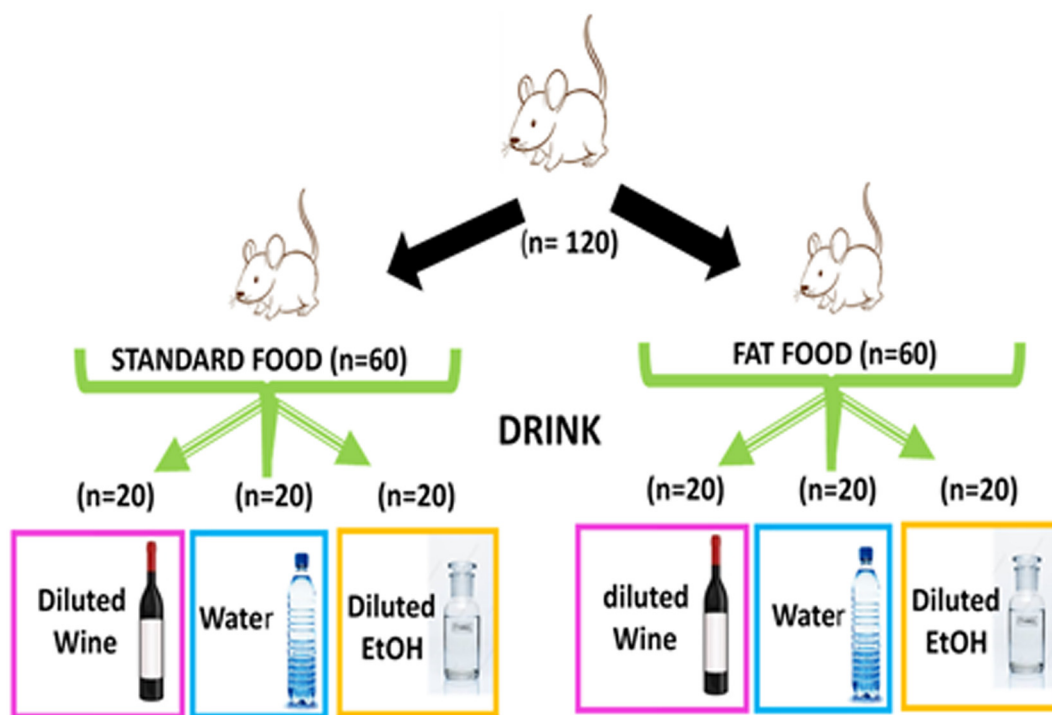 (n= 120)
STANDARD FOOD (n=60)
FAT FOOD (n=60)
DRINK
(n=20)
(n=20)
(n=20)
(n=20)
(n=20)
(n=20)
Diluted
Wine
Water
Diluted
EtOH
diluted
Wine
Water
Diluted
EtOH